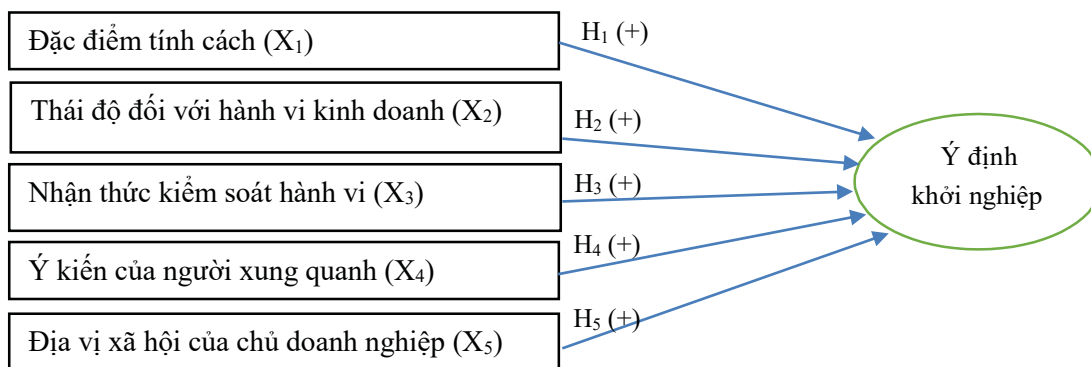 Đặc điểm tính cách (X₁)
H₁ (+)
Thái độ đối với hành vi kinh doanh (X₂)
H₂ (+)
Nhận thức kiểm soát hành vi (X₃)
H₃ (+)
Ý kiến của người xung quanh (X₄)
H₄ (+)
Địa vị xã hội của chủ doanh nghiệp (X₅)
H₅ (+)
Ý định
khởi nghiệp